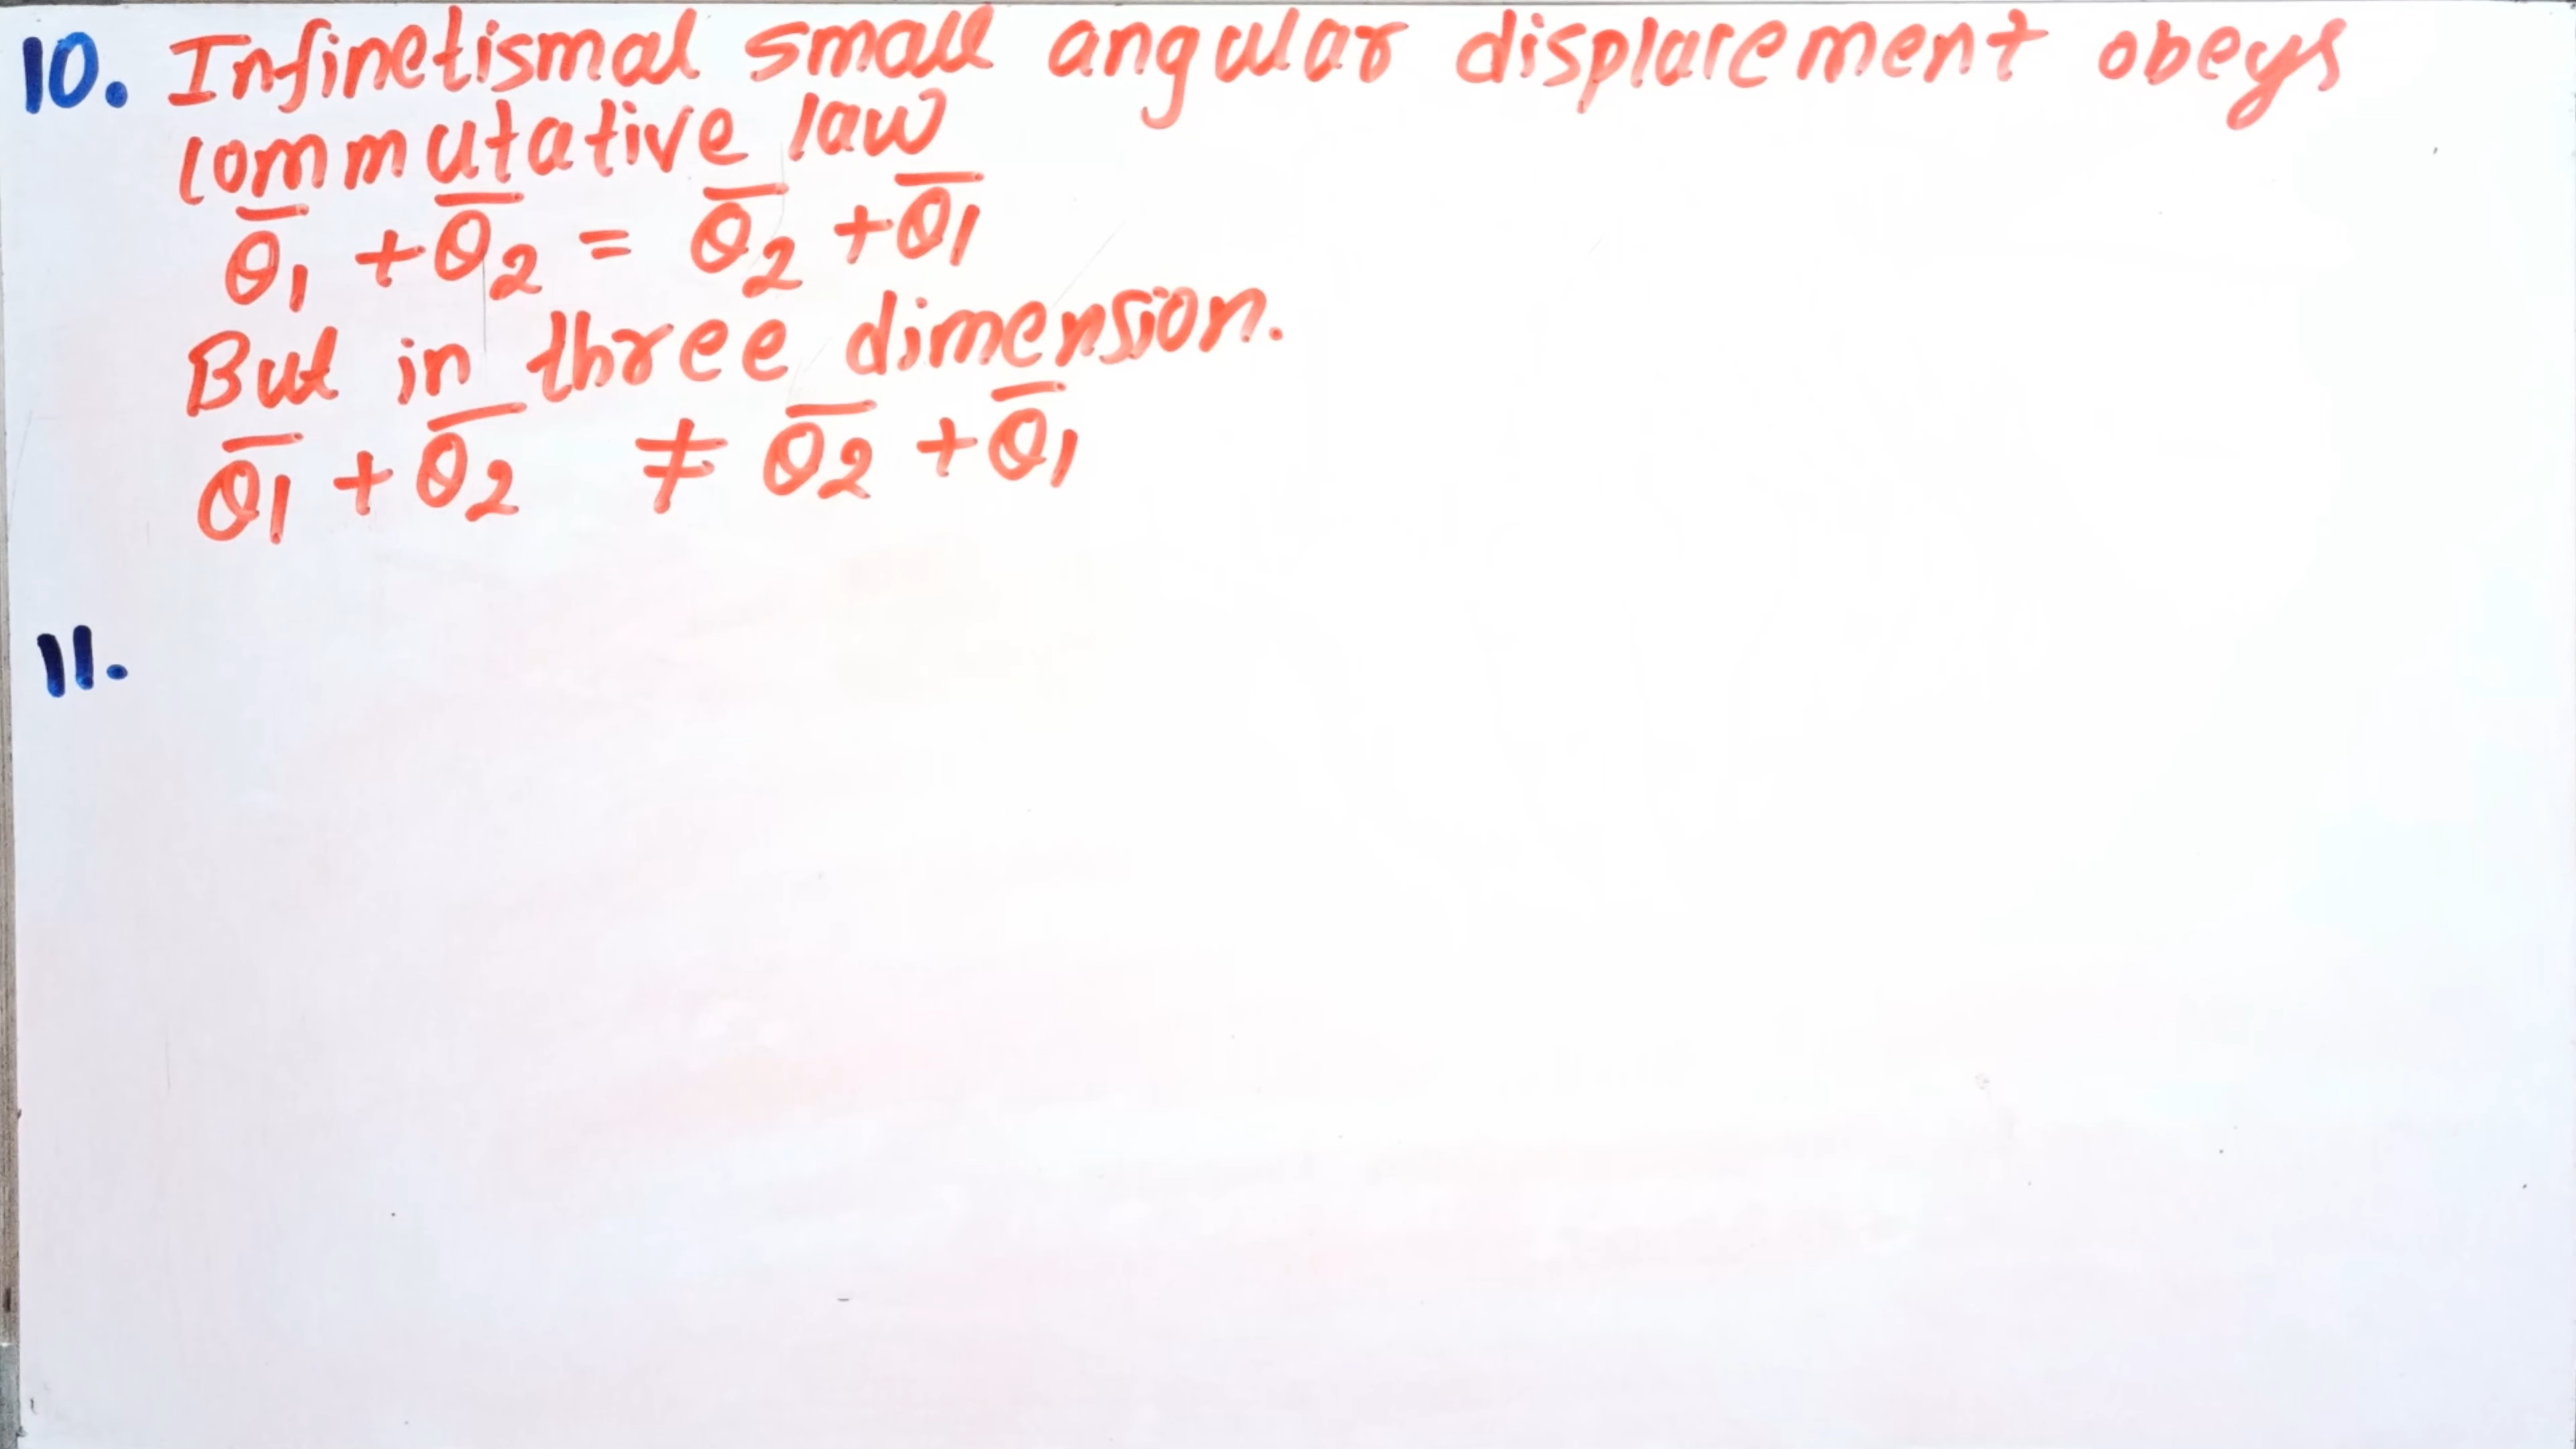 10. Infinetismal small angular displacement obeys
commutative law
θ̅₁ + θ̅₂ = θ̅₂ + θ̅₁
But in three dimension.
θ̅₁ + θ̅₂ ≠ θ̅₂ + θ̅₁
11.